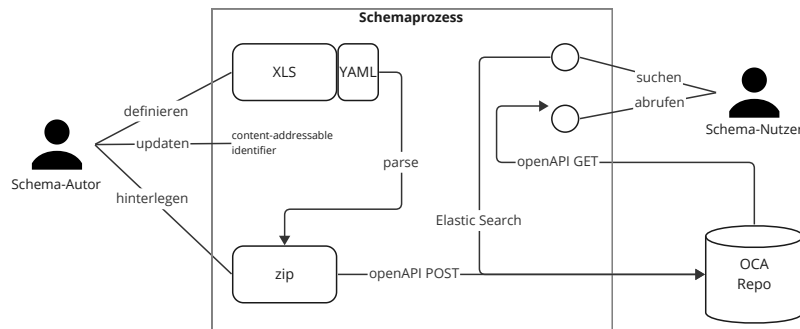 Schemaprozess
XLS
YAML
suchen
abrufen
definieren
content-addressable
identifier
updaten
Schema-Nutzer
parse
openAPI GET
Schema-Autor
hinterlegen
Elastic Search
zip
openAPI POST
OCA
Repo